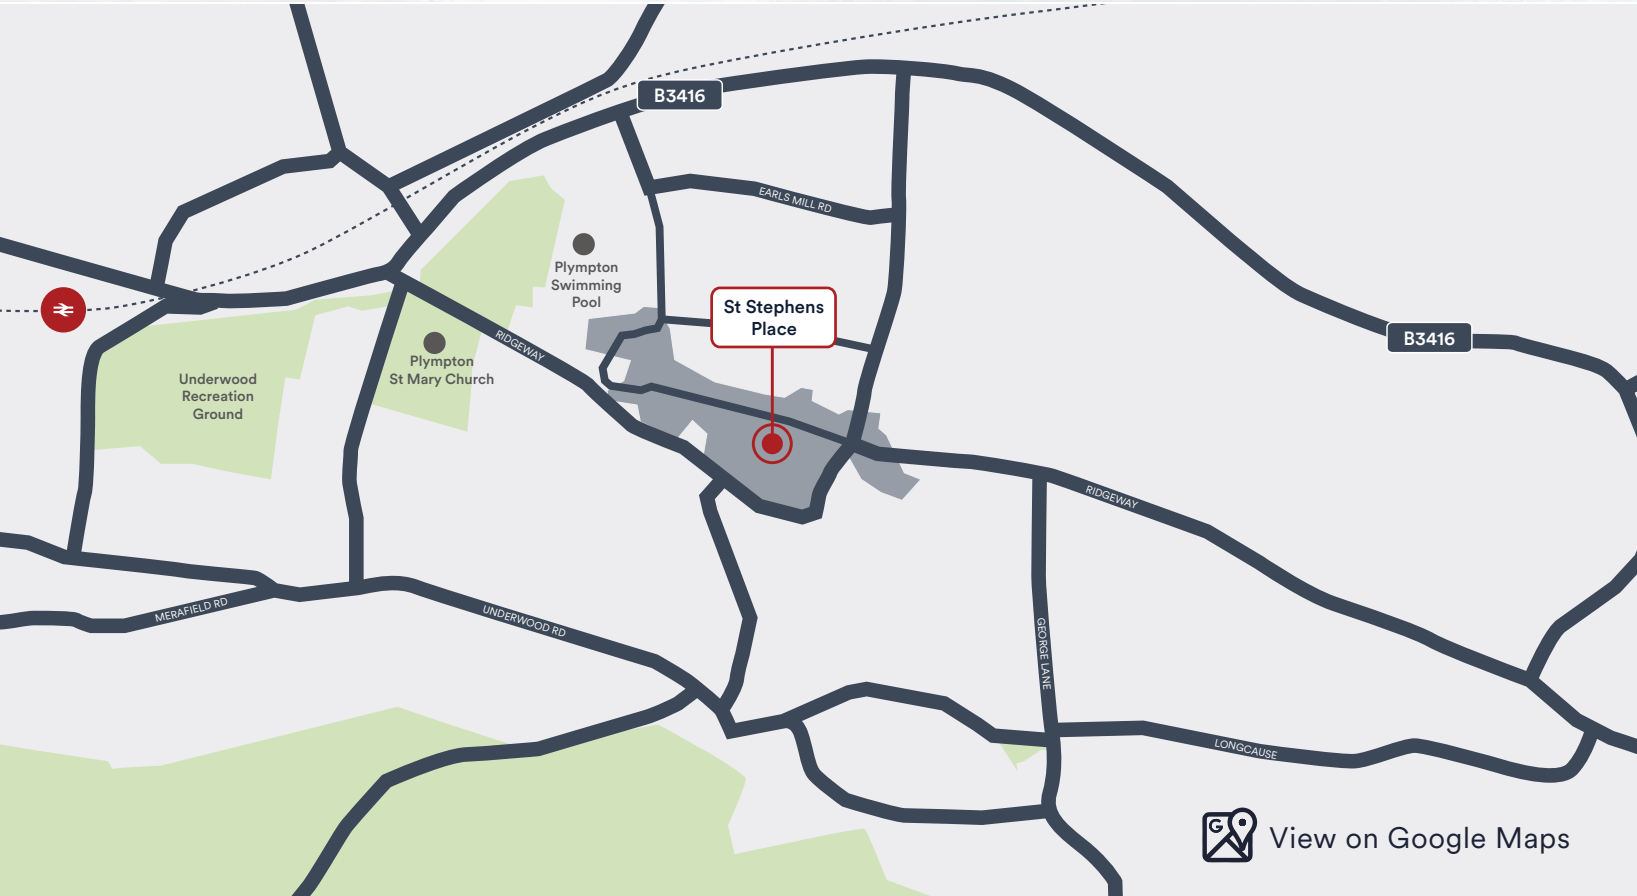 B3416
EARLS MILL RD
Plympton
Swimming
Pool
St Stephens
Place
B3416
RIDGEWAY
Plympton
St Mary Church
Underwood
Recreation
Ground
RIDGEWAY
MERAFIELD RD
UNDERWOOD RD
GEORGE LANE
LONGCAUSE
G
View on Google Maps